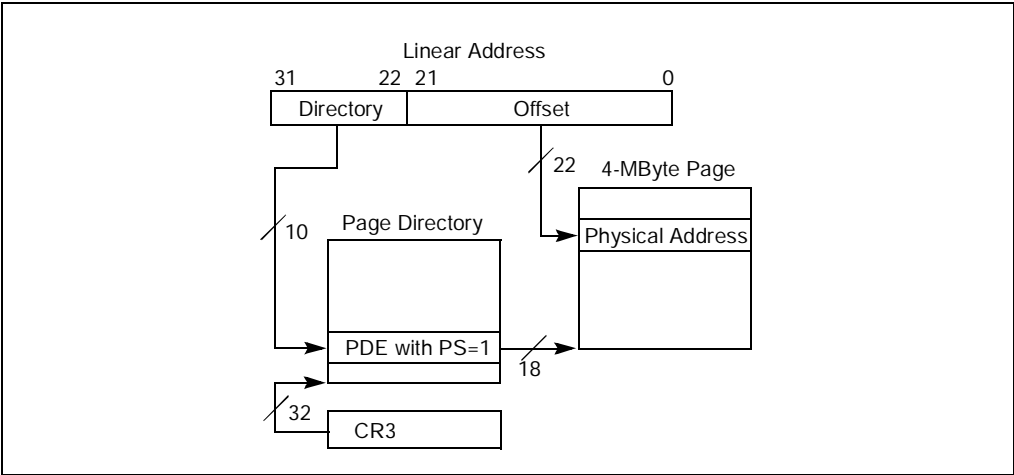 Linear Address
31 22 21 0
Directory Offset
22
4-MByte Page
10
Page Directory
Physical Address
PDE with PS=1
18
32
CR3